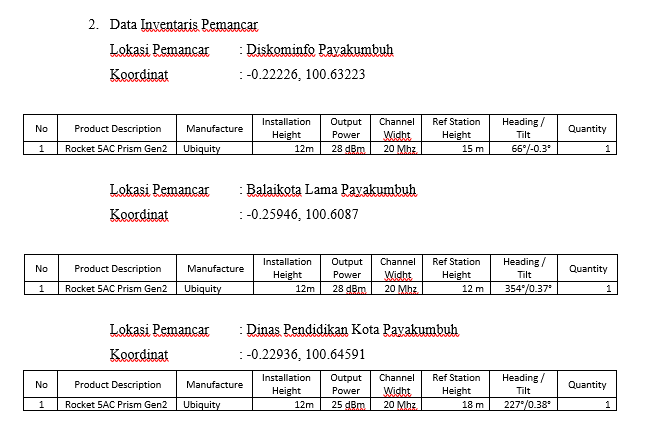 2. Data Inventaris Pemancar
Lokasi Pemancar : Diskominfo Payakumbuh
Koordinat : -0.22226, 100.63223
No Product Description Manufacture Installation Height Output Power Channel Widht Ref Station Height Heading / Tilt Quantity
1 Rocket 5AC Prism Gen2 Ubiquity 12m 28 dBm 20 Mhz 15 m 66°/-0.3° 1
Lokasi Pemancar : Balaikota Lama Payakumbuh
Koordinat : -0.25946, 100.6087
No Product Description Manufacture Installation Height Output Power Channel Widht Ref Station Height Heading / Tilt Quantity
1 Rocket 5AC Prism Gen2 Ubiquity 12m 28 dBm 20 Mhz 12 m 354°/0.37° 1
Lokasi Pemancar : Dinas Pendidikan Kota Payakumbuh
Koordinat : -0.22936, 100.64591
No Product Description Manufacture Installation Height Output Power Channel Widht Ref Station Height Heading / Tilt Quantity
1 Rocket 5AC Prism Gen2 Ubiquity 12m 25 dBm 20 Mhz 18 m 227°/0.38° 1